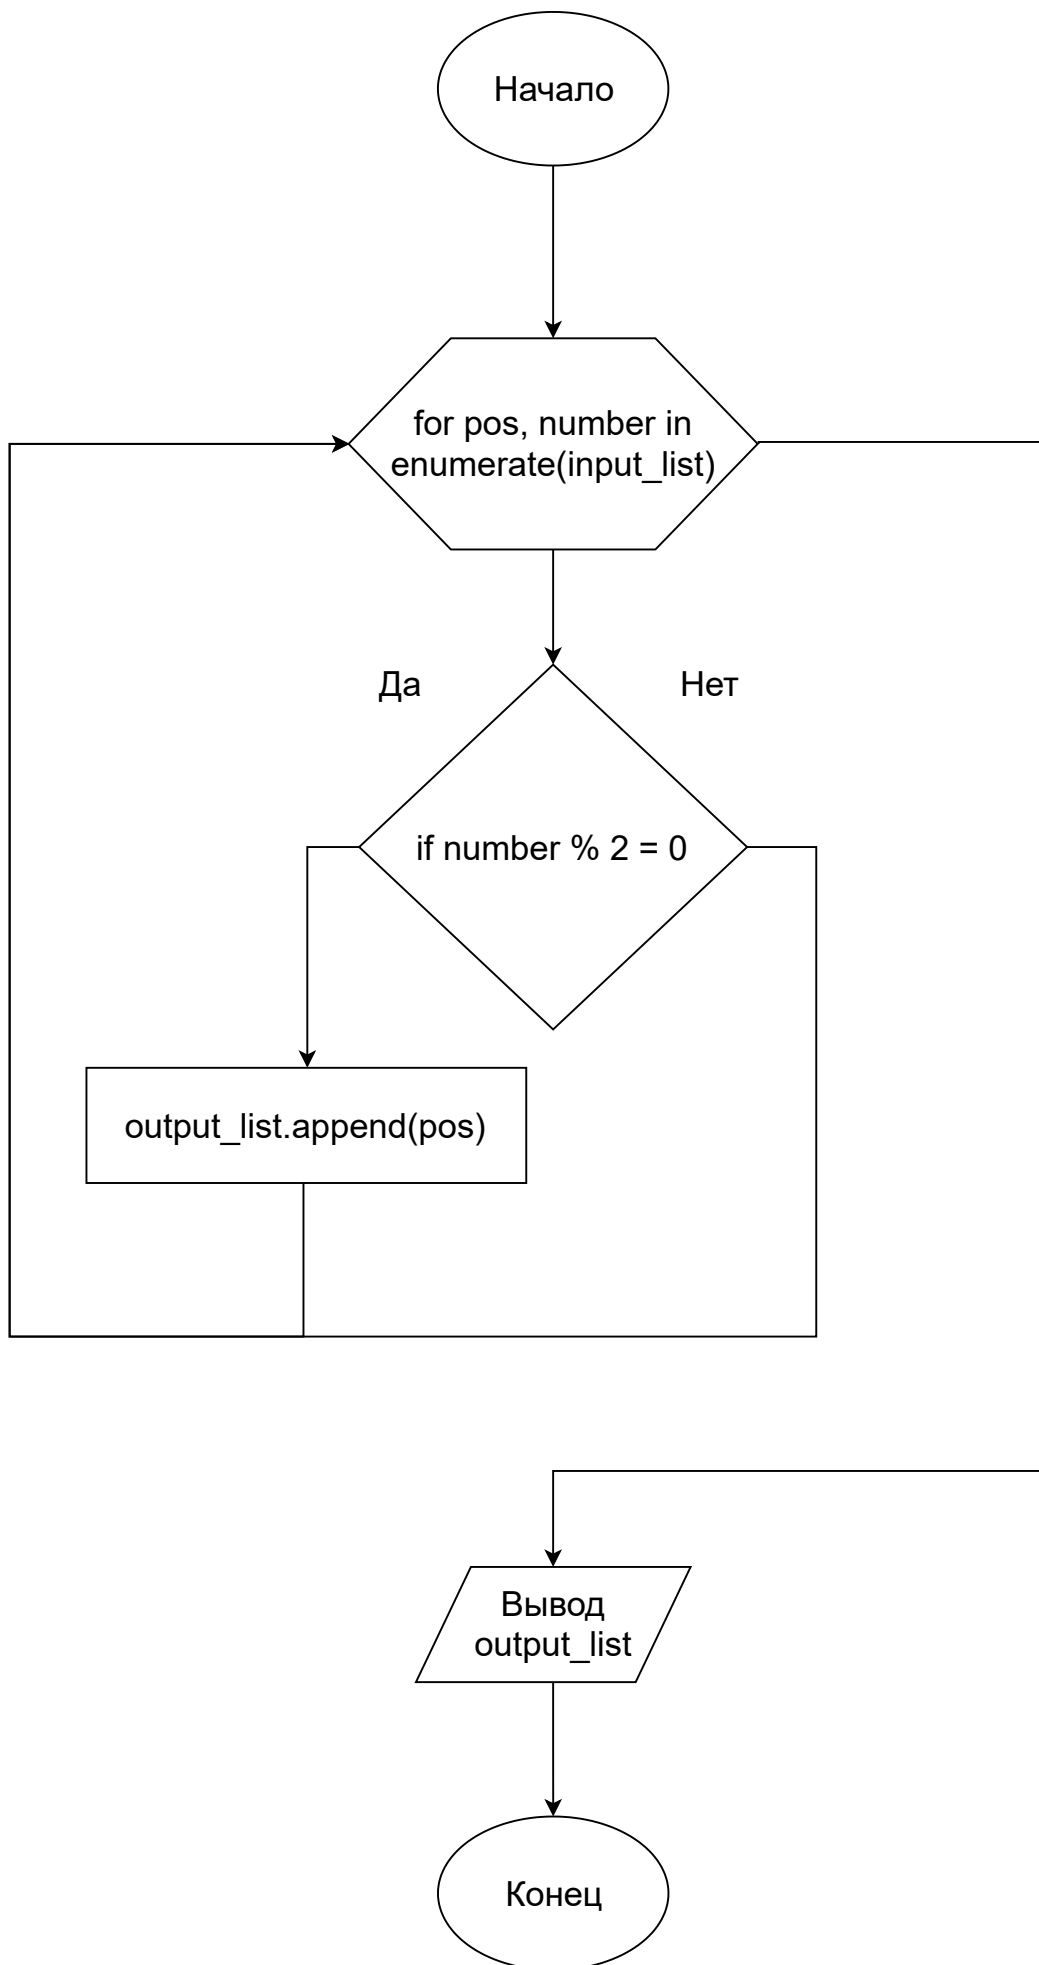 Начало
for pos, number in
enumerate(input_list)
Да
Нет
if number % 2 = 0
output_list.append(pos)
Вывод
output_list
Конец